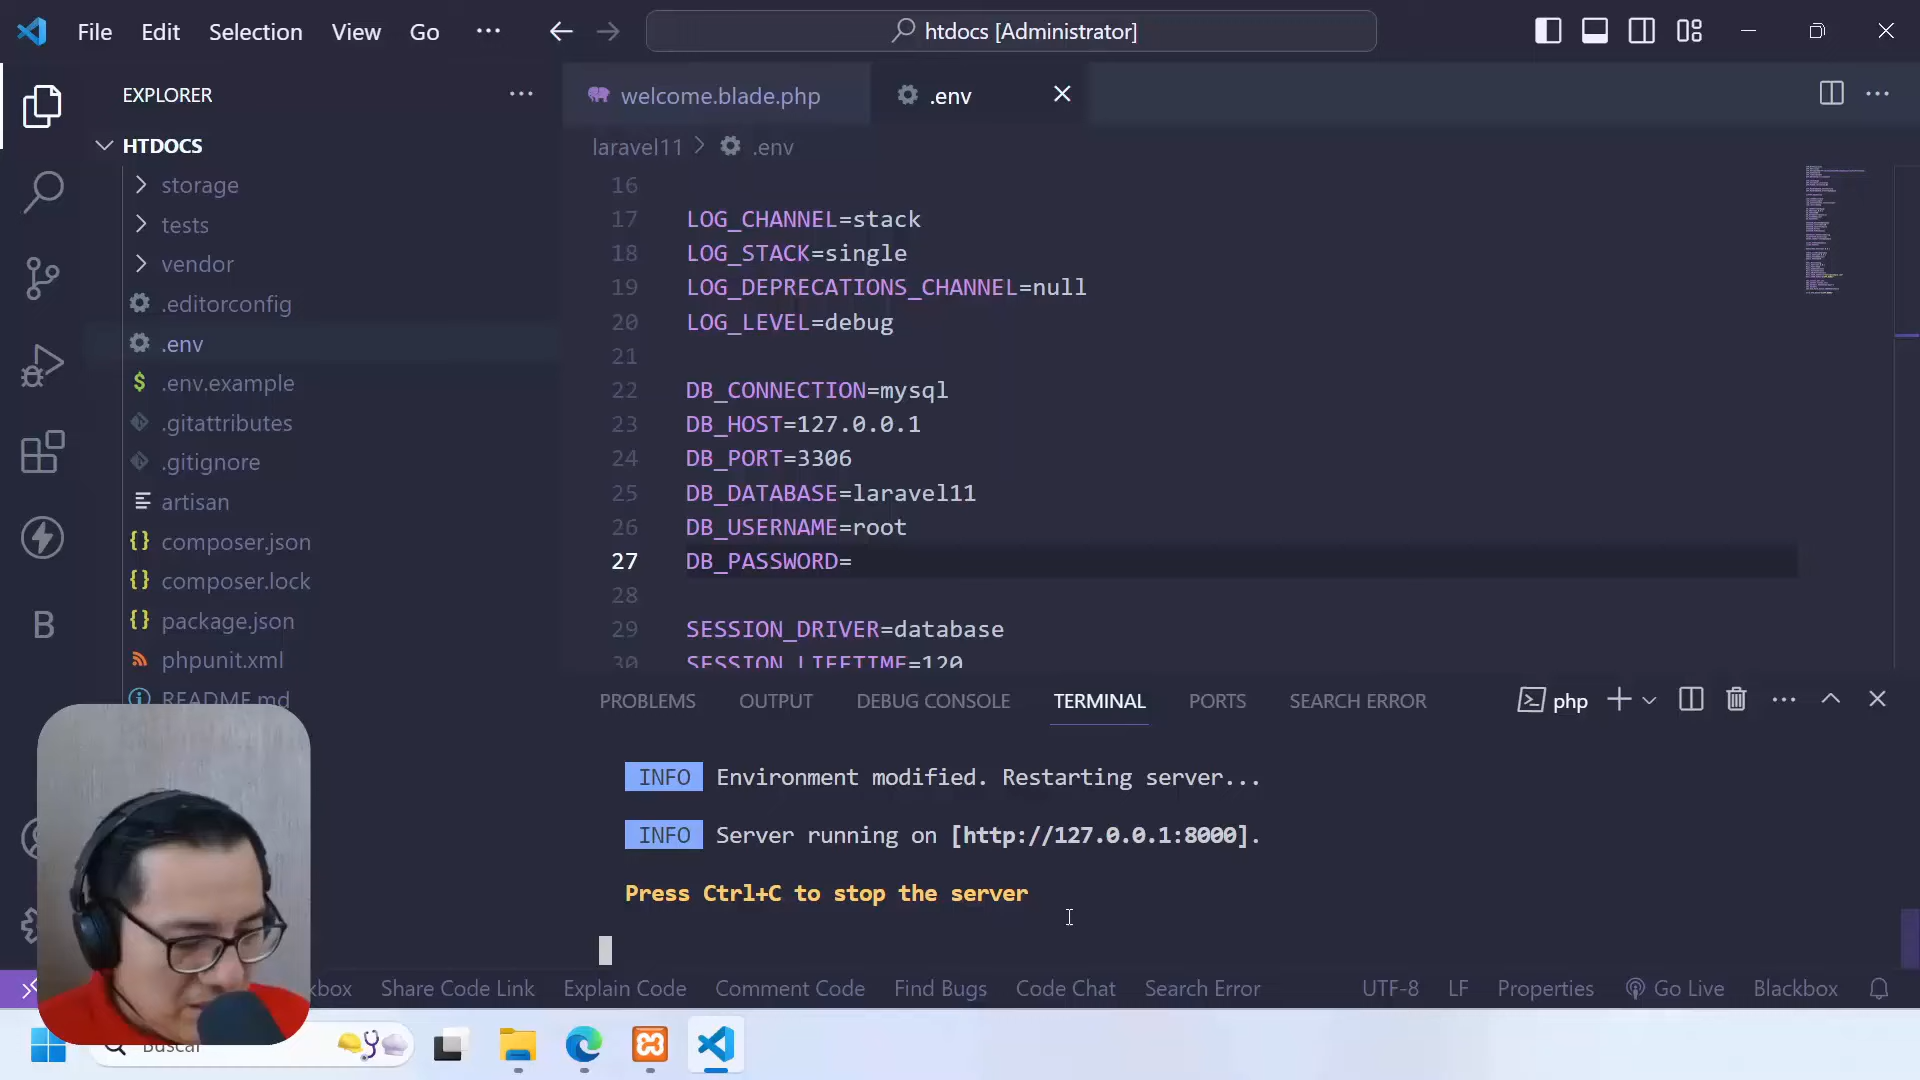 File Edit Selection View Go
htdocs [Administrator]
EXPLORER
HTDOCS
storage
tests
vendor
.editorconfig
.env
.env.example
.gitattributes
.gitignore
artisan
composer.json
composer.lock
package.json
phpunit.xml
README.md
B
welcome.blade.php
.env
laravel11 > .env
16
17 LOG_CHANNEL=stack
18 LOG_STACK=single
19 LOG_DEPRECATIONS_CHANNEL=null
20 LOG_LEVEL=debug
21
22 DB_CONNECTION=mysql
23 DB_HOST=127.0.0.1
24 DB_PORT=3306
25 DB_DATABASE=laravel11
26 DB_USERNAME=root
27 DB_PASSWORD=
28
29 SESSION_DRIVER=database
30 SESSION_LIFETIME=120
PROBLEMS OUTPUT DEBUG CONSOLE TERMINAL PORTS SEARCH ERROR
php
INFO Environment modified. Restarting server...
INFO Server running on [http://127.0.0.1:8000].
Press Ctrl+C to stop the server
kbox Share Code Link Explain Code Comment Code Find Bugs Code Chat Search Error UTF-8 LF Properties Go Live Blackbox
Buscar